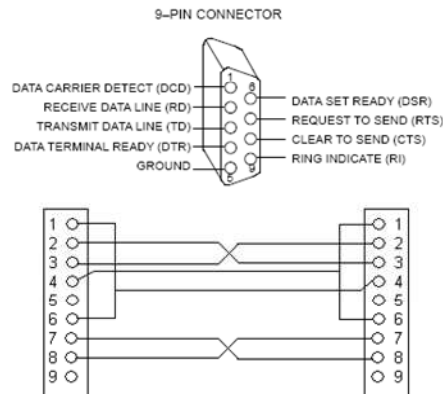 9–PIN CONNECTOR
1 6
DATA CARRIER DETECT (DCD)
RECEIVE DATA LINE (RD)
TRANSMIT DATA LINE (TD)
DATA TERMINAL READY (DTR)
GROUND
DATA SET READY (DSR)
REQUEST TO SEND (RTS)
CLEAR TO SEND (CTS)
RING INDICATE (RI)
5 9
1 1
2 2
3 3
4 4
5 5
6 6
7 7
8 8
9 9